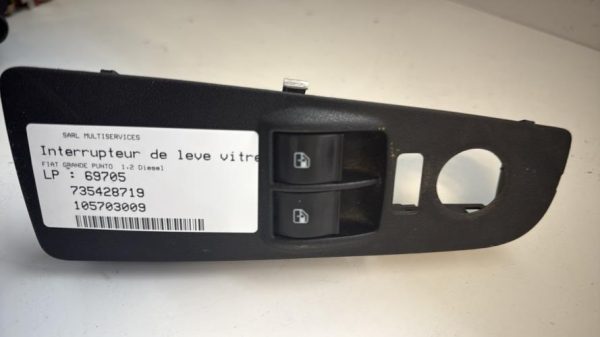 SARL MULTISERVICES
Interrupteur de leve vitre
FIAT GRANDE PUNTO 1.2 Diesel
LP : 69705
735428719
105703009